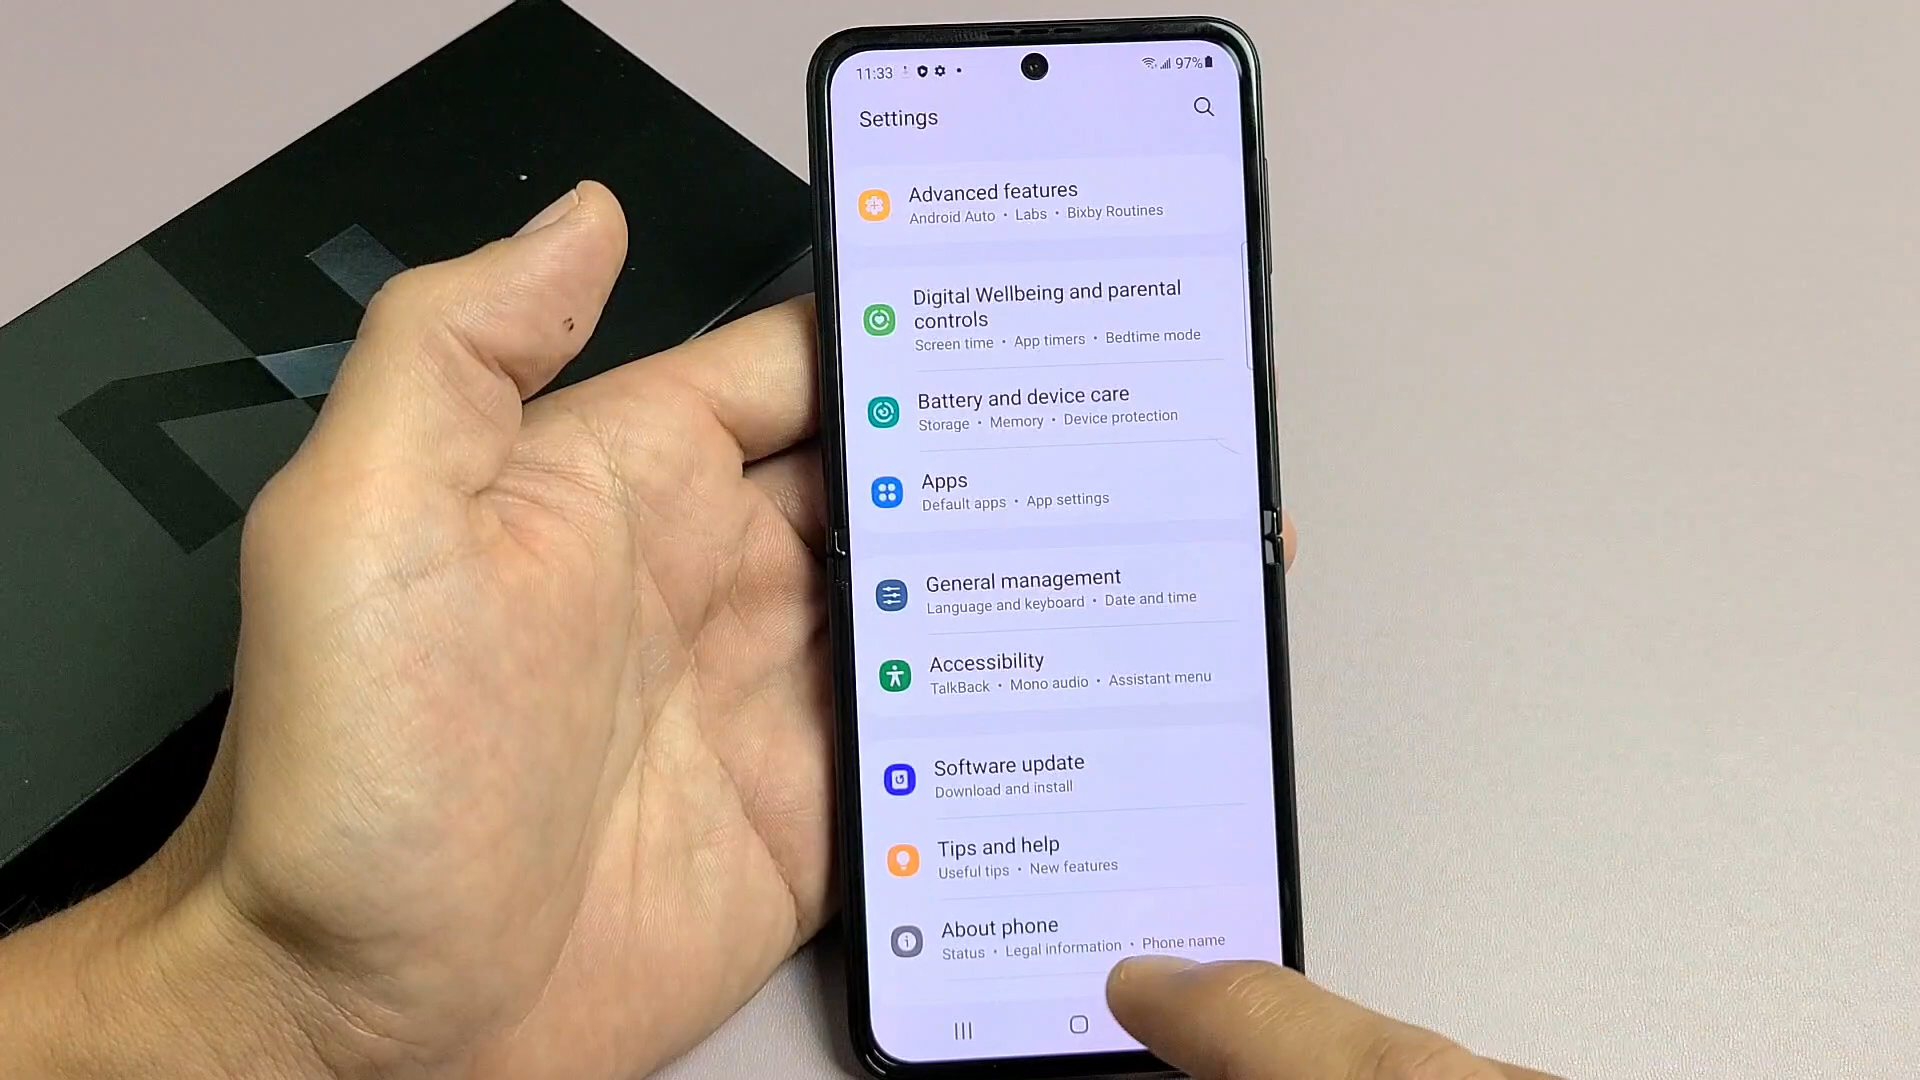 11:33
97%
Settings
Advanced features
Android Auto • Labs • Bixby Routines
Digital Wellbeing and parental
controls
Screen time • App timers • Bedtime mode
Battery and device care
Storage • Memory • Device protection
Apps
Default apps • App settings
General management
Language and keyboard • Date and time
Accessibility
TalkBack • Mono audio • Assistant menu
Software update
Download and install
Tips and help
Useful tips • New features
About phone
Status • Legal information • Phone name